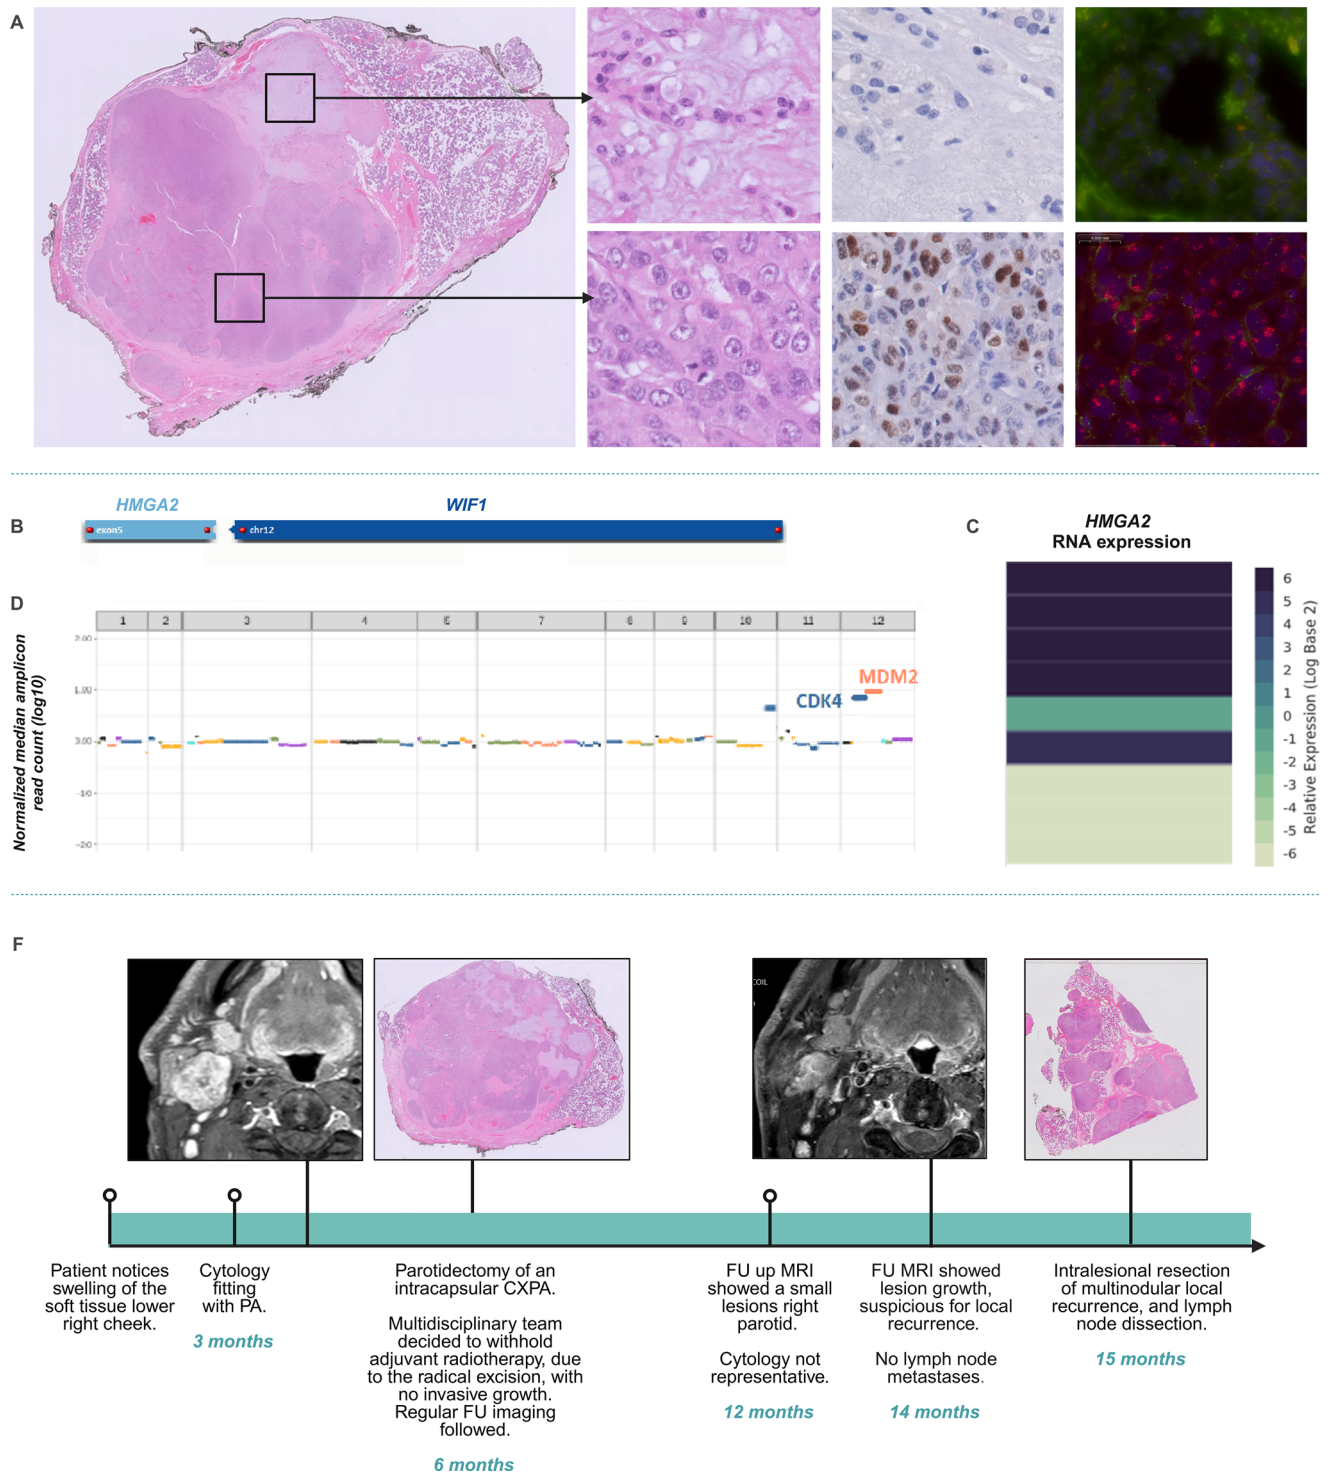 A
B
HMGA2
WIF1
exon5
chr12
C
HMGA2
RNA expression
6
5
4
3
2
1
0
-1
-2
-3
-4
-5
-6
Relative Expression (Log Base 2)
D
Normalized median amplicon
read count (log10)
1
2
3
4
7
9
10
11
12
2.00
1.00
MDM2
CDK4
F
COIL
Patient notices
swelling of the
soft tissue lower
right cheek.
Cytology
fitting
with PA.
3 months
Parotidectomy of an
intracapsular CXPA.
Multidisciplinary team
decided to withhold
adjuvant radiotherapy, due
to the radical excision, with
no invasive growth.
Regular FU imaging
followed.
6 months
FU up MRI
showed a small
lesions right
parotid.
Cytology not
representative.
12 months
FU MRI showed
lesion growth,
suspicious for local
recurrence.
No lymph node
metastases.
14 months
Intralesional resection
of multinodular local
recurrence, and lymph
node dissection.
15 months